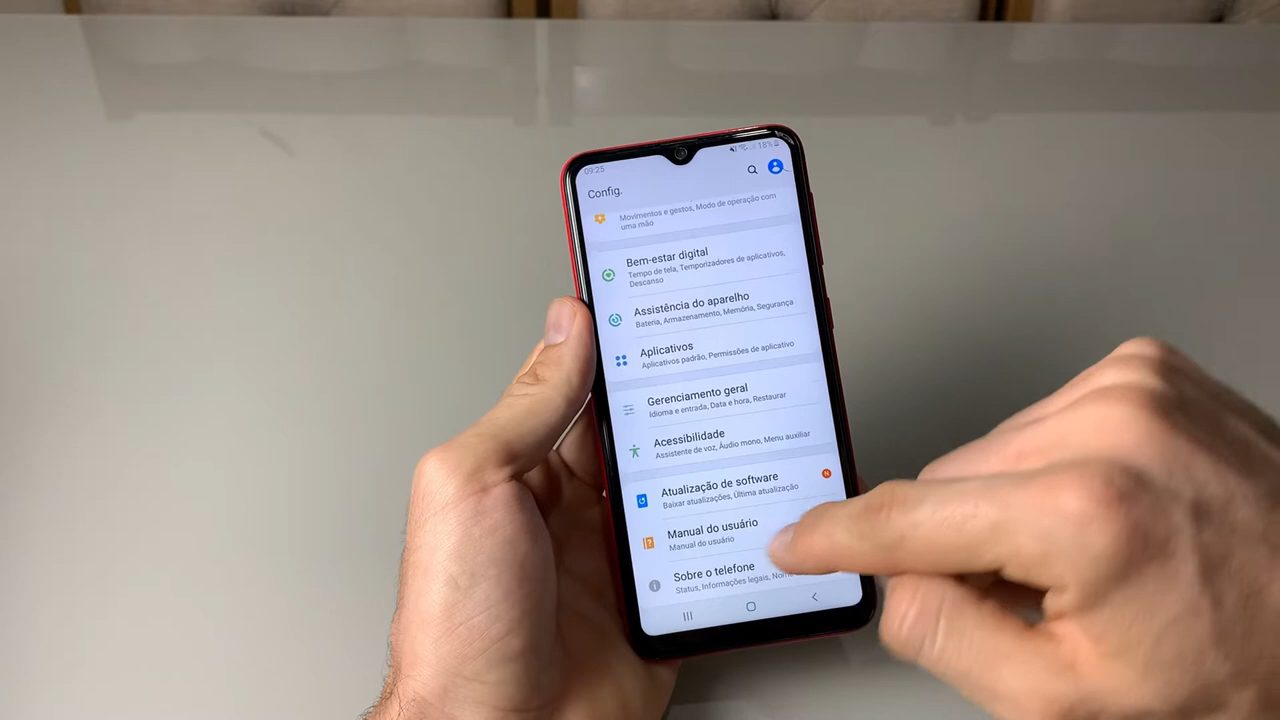 09:25
18%
Config.
Movimentos e gestos, Modo de operação com
uma mão
Bem-estar digital
Tempo de tela, Temporizadores de aplicativos,
Descanso
Assistência do aparelho
Bateria, Armazenamento, Memória, Segurança
Aplicativos
Aplicativos padrão, Permissões de aplicativo
Gerenciamento geral
Idioma e entrada, Data e hora, Restaurar
Acessibilidade
Assistente de voz, Áudio mono, Menu auxiliar
Atualização de software
N
Baixar atualizações, Última atualização
Manual do usuário
Manual do usuário
Sobre o telefone
Status, Informações legais,